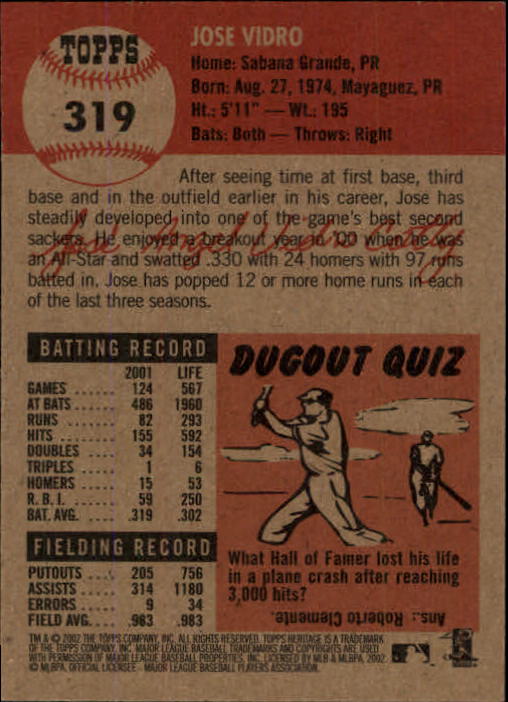 TOPPS
319
JOSE VIDRO
Home: Sabana Grande, PR
Born: Aug. 27, 1974, Mayaguez, PR
Ht.: 5'11" — Wt.: 195
Bats: Both — Throws: Right
After seeing time at first base, third
base and in the outfield earlier in his career, Jose has
steadily developed into one of the game's best second
sackers. He enjoyed a breakout year in '00 when he was
an All-Star and swatted .330 with 24 homers with 97 runs
batted in. Jose has popped 12 or more home runs in each
of the last three seasons.
BATTING RECORD
2001 LIFE
GAMES ...... 124 567
AT BATS ..... 486 1960
RUNS ....... 82 293
HITS ....... 155 592
DOUBLES .... 34 154
TRIPLES .... 1 6
HOMERS .... 15 53
R. B. I. ..... 59 250
BAT. AVG. .... .319 .302
FIELDING RECORD
PUTOUTS .... 205 756
ASSISTS .... 314 1180
ERRORS .... 9 34
FIELD AVG. ... .983 .983
DUGOUT QUIZ
What Hall of Famer lost his life
in a plane crash after reaching
3,000 hits?
Ans.: Roberto Clemente.
TM & © 2002 THE TOPPS COMPANY, INC. ALL RIGHTS RESERVED. TOPPS HERITAGE IS A TRADEMARK
OF THE TOPPS COMPANY, INC. MAJOR LEAGUE BASEBALL TRADEMARKS AND COPYRIGHTS ARE USED
WITH PERMISSION OF MAJOR LEAGUE BASEBALL PROPERTIES, INC. LICENSED BY MLB & MLBPA, 2002.
© MLBPA, OFFICIAL LICENSEE – MAJOR LEAGUE BASEBALL PLAYERS ASSOCIATION.